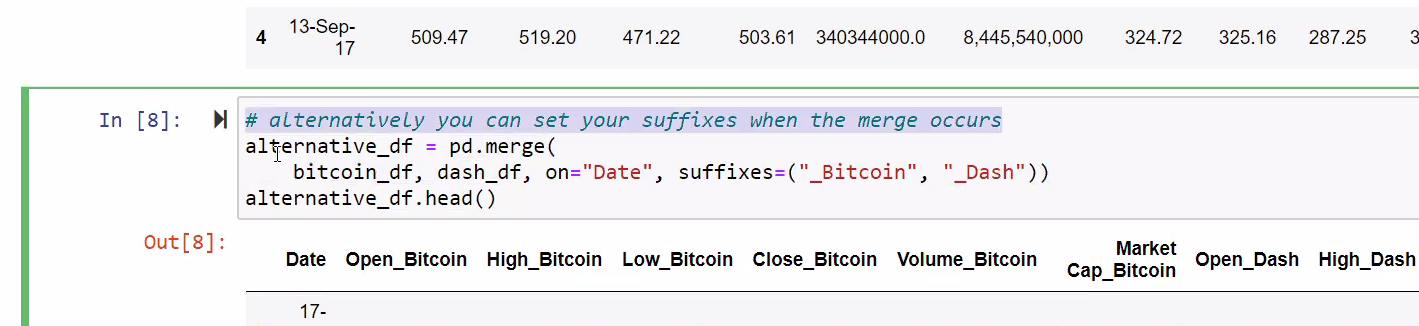 4 13-Sep-17 509.47 519.20 471.22 503.61 340344000.0 8,445,540,000 324.72 325.16 287.25
In [8]:
# alternatively you can set your suffixes when the merge occurs
alternative_df = pd.merge(
    bitcoin_df, dash_df, on="Date", suffixes=("_Bitcoin", "_Dash"))
alternative_df.head()
Out[8]:
Date Open_Bitcoin High_Bitcoin Low_Bitcoin Close_Bitcoin Volume_Bitcoin Market Cap_Bitcoin Open_Dash High_Dash
17-